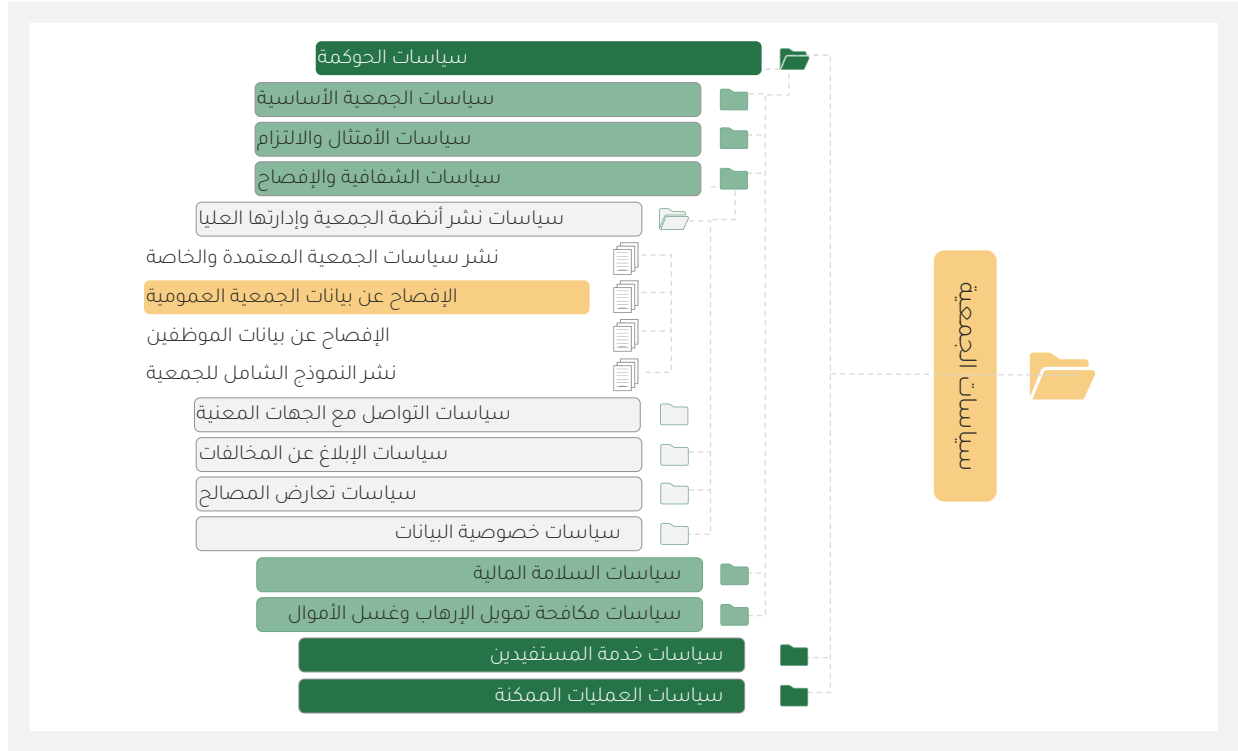 سياسات الجمعية
سياسات الحوكمة
سياسات الجمعية الأساسية
سياسات الأمتثال والالتزام
سياسات الشفافية والإفصاح
سياسات نشر أنظمة الجمعية وإدارتها العليا
نشر سياسات الجمعية المعتمدة والخاصة
الإفصاح عن بيانات الجمعية العمومية
الإفصاح عن بيانات الموظفين
نشر النموذج الشامل للجمعية
سياسات التواصل مع الجهات المعنية
سياسات الإبلاغ عن المخالفات
سياسات تعارض المصالح
سياسات خصوصية البيانات
سياسات السلامة المالية
سياسات مكافحة تمويل الإرهاب وغسل الأموال
سياسات خدمة المستفيدين
سياسات العمليات الممكنة